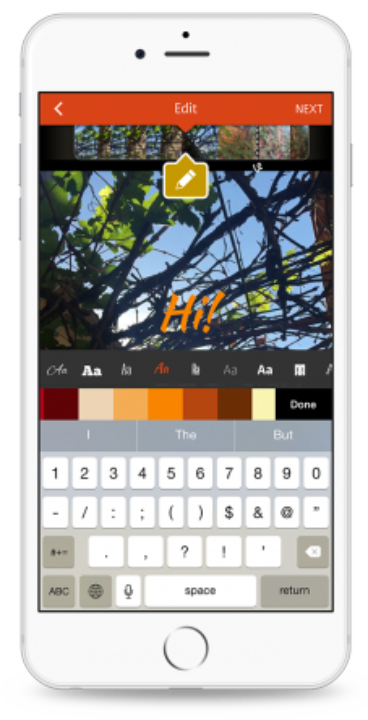 Edit NEXT
Hi!
Aa Aa Aa Aa Aa Aa Aa
Done
I The But
1 2 3 4 5 6 7 8 9 0
- / : ; ( ) $ & @ "
#+= . , ? ! '
ABC space return